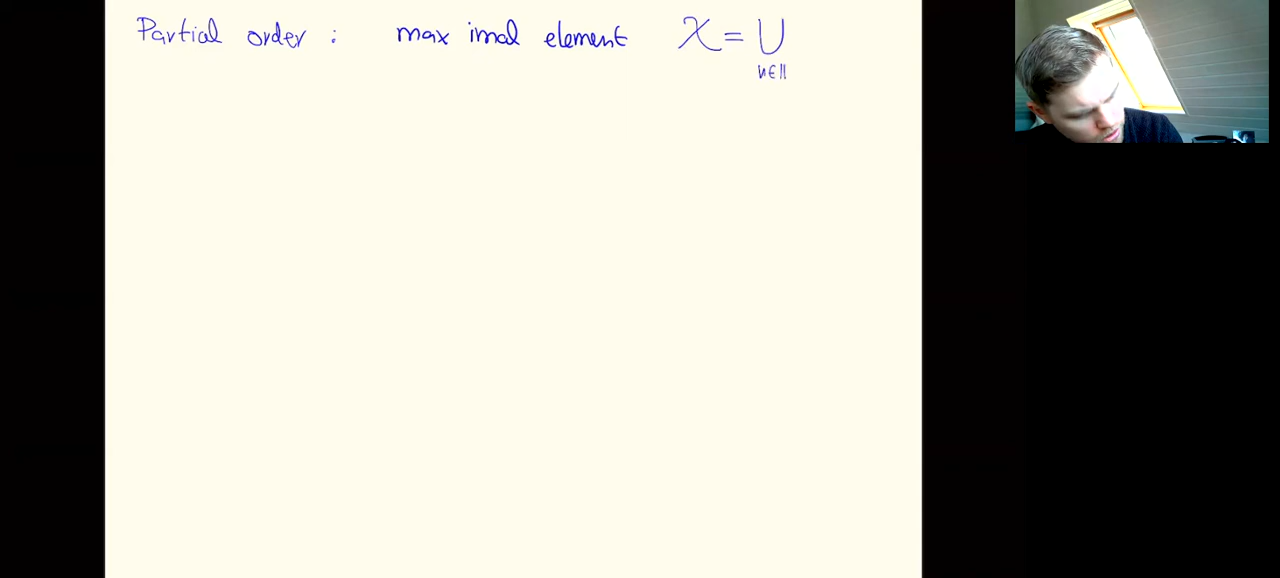 Partial order : maximal element X = ∪
n∈